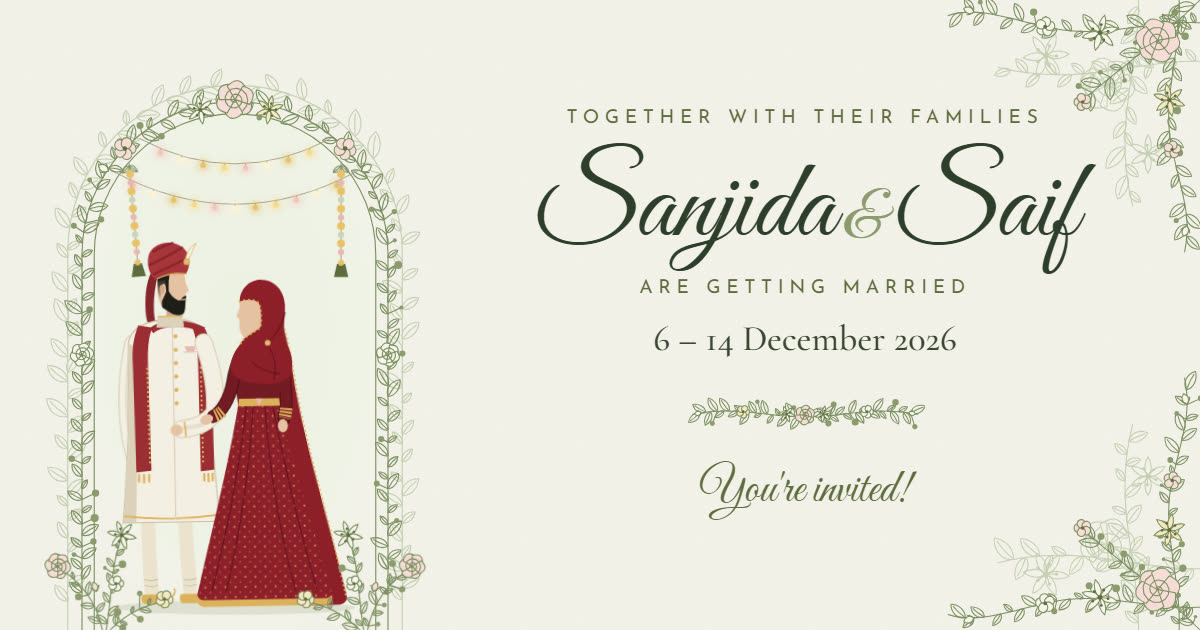 TOGETHER WITH THEIR FAMILIES
Sanjida & Saif
ARE GETTING MARRIED
6 – 14 December 2026
You're invited!